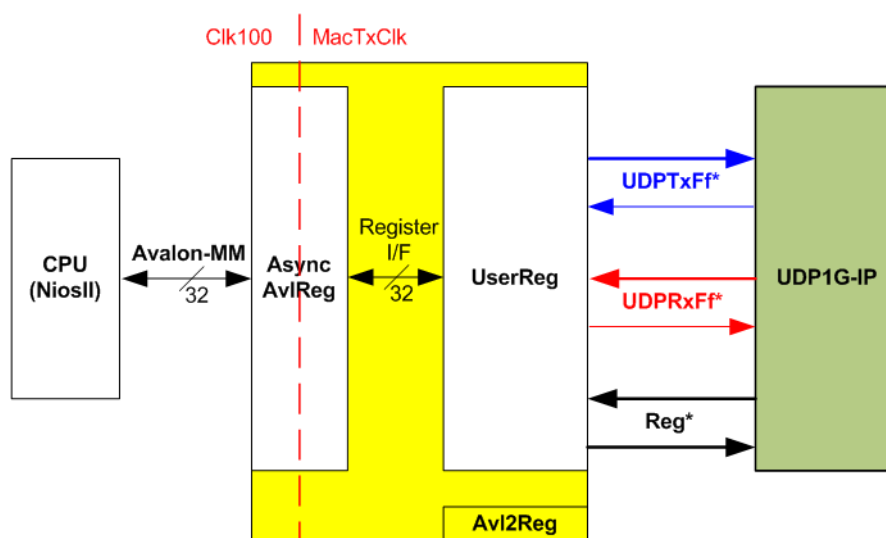 Clk100
MacTxClk
CPU
(NiosII)
Avalon-MM
32
Async
AvlReg
Register
I/F
32
UserReg
UDPTxFf*
UDPRxFf*
Reg*
UDP1G-IP
Avl2Reg